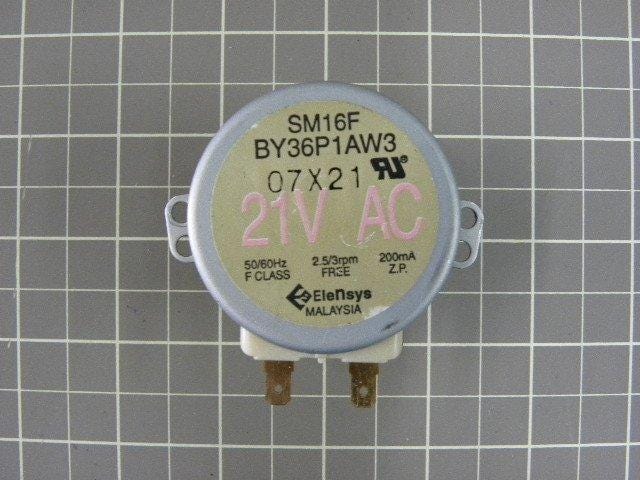 SM16F
BY36P1AW3
07X21
21V AC
50/60Hz 2.5/3rpm 200mA
F CLASS FREE Z.P.
Elensys
MALAYSIA